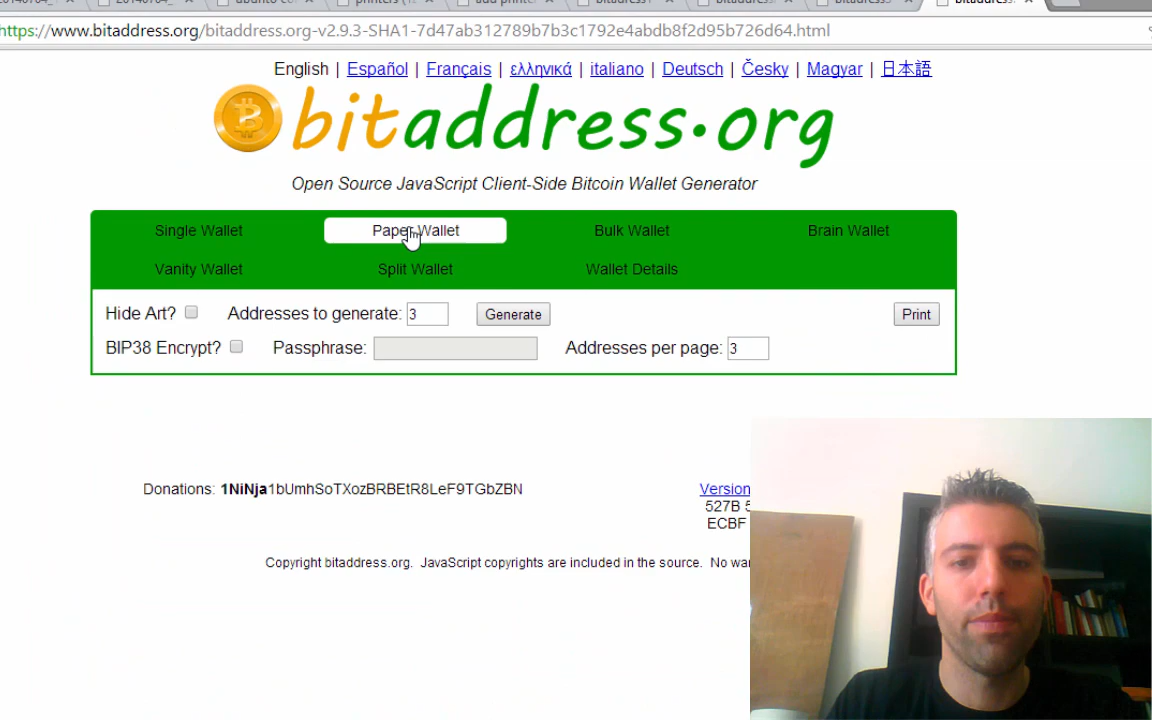 https://www.bitaddress.org/bitaddress.org-v2.9.3-SHA1-7d47ab312789b7b3c1792e4abdb8f2d95b726d64.html
English | Español | Français | ελληνικά | italiano | Deutsch | Česky | Magyar | 日本語
bitaddress.org
Open Source JavaScript Client-Side Bitcoin Wallet Generator
Single Wallet Paper Wallet Bulk Wallet Brain Wallet
Vanity Wallet Split Wallet Wallet Details
Hide Art? Addresses to generate: 3 Generate Print
BIP38 Encrypt? Passphrase: Addresses per page: 3
Donations: 1NiNja1bUmhSoTXozBRBEtR8LeF9TGbZBN Version
527B 5
ECBF
Copyright bitaddress.org. JavaScript copyrights are included in the source. No wa